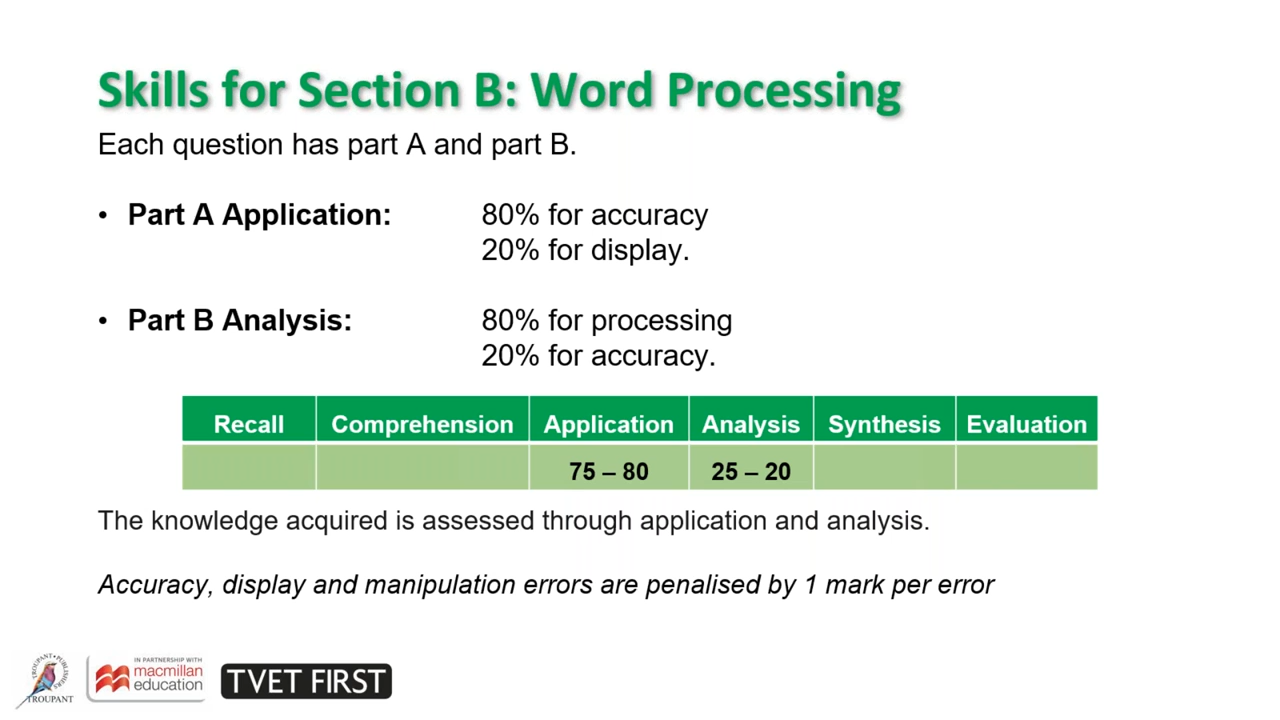 Skills for Section B: Word Processing
Each question has part A and part B.
• Part A Application: 80% for accuracy
20% for display.
• Part B Analysis: 80% for processing
20% for accuracy.
Recall Comprehension Application Analysis Synthesis Evaluation
75 – 80 25 – 20
The knowledge acquired is assessed through application and analysis.
Accuracy, display and manipulation errors are penalised by 1 mark per error
TROUPANT • PUBLISHERS
TROUPANT
IN PARTNERSHIP WITH
macmillan
education
TVET FIRST